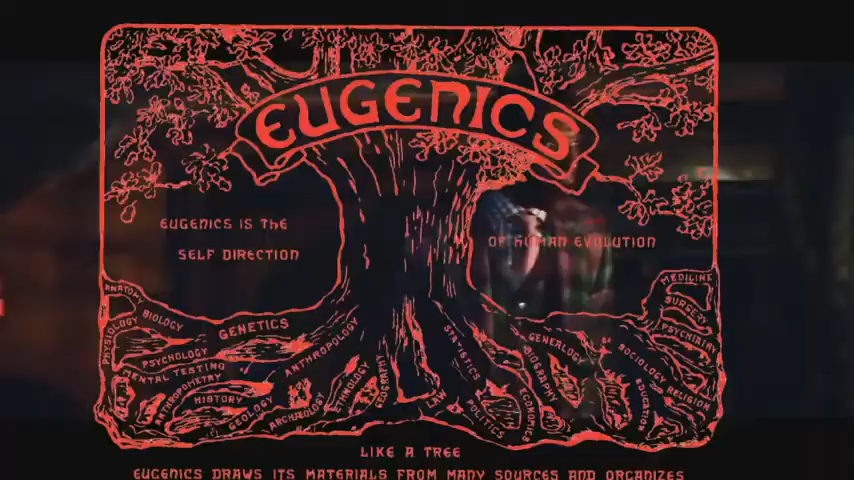 EUGENICS
EUGENICS IS THE
SELF DIRECTION
OF HUMAN EVOLUTION
ANATOMY
PHYSIOLOGY
BIOLOGY
GENETICS
PSYCHOLOGY
MENTAL TESTING
ANTHROPOMETRY
HISTORY
GEOLOGY
ARCHAEOLOGY
ANTHROPOLOGY
ETHNOLOGY
GEOGRAPHY
LAW
STATISTICS
POLITICS
ECONOMICS
BIOGRAPHY
GENEALOGY
EDUCATION
SOCIOLOGY
RELIGION
PSYCHIATRY
SURGERY
MEDICINE
LIKE A TREE
EUGENICS DRAWS ITS MATERIALS FROM MANY SOURCES AND ORGANIZES